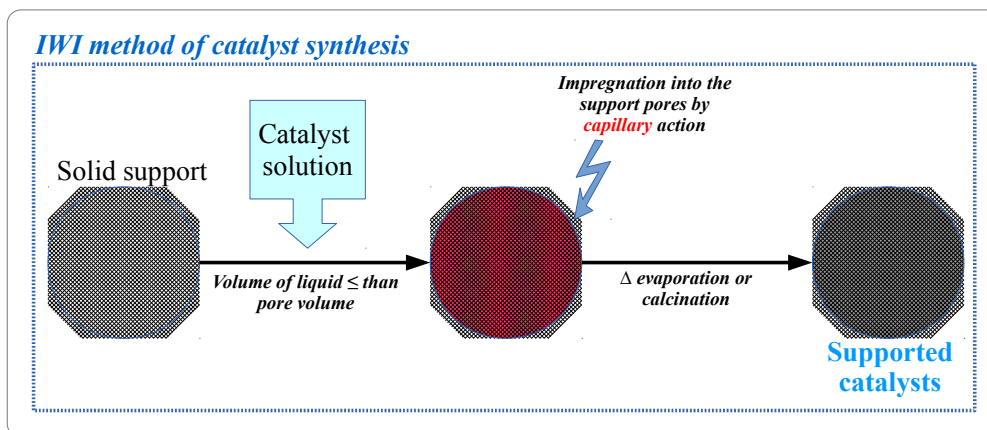 IWI method of catalyst synthesis
Impregnation into the
support pores by
capillary action
Catalyst
solution
Solid support
Volume of liquid ≤ than
pore volume
Δ evaporation or
calcination
Supported
catalysts